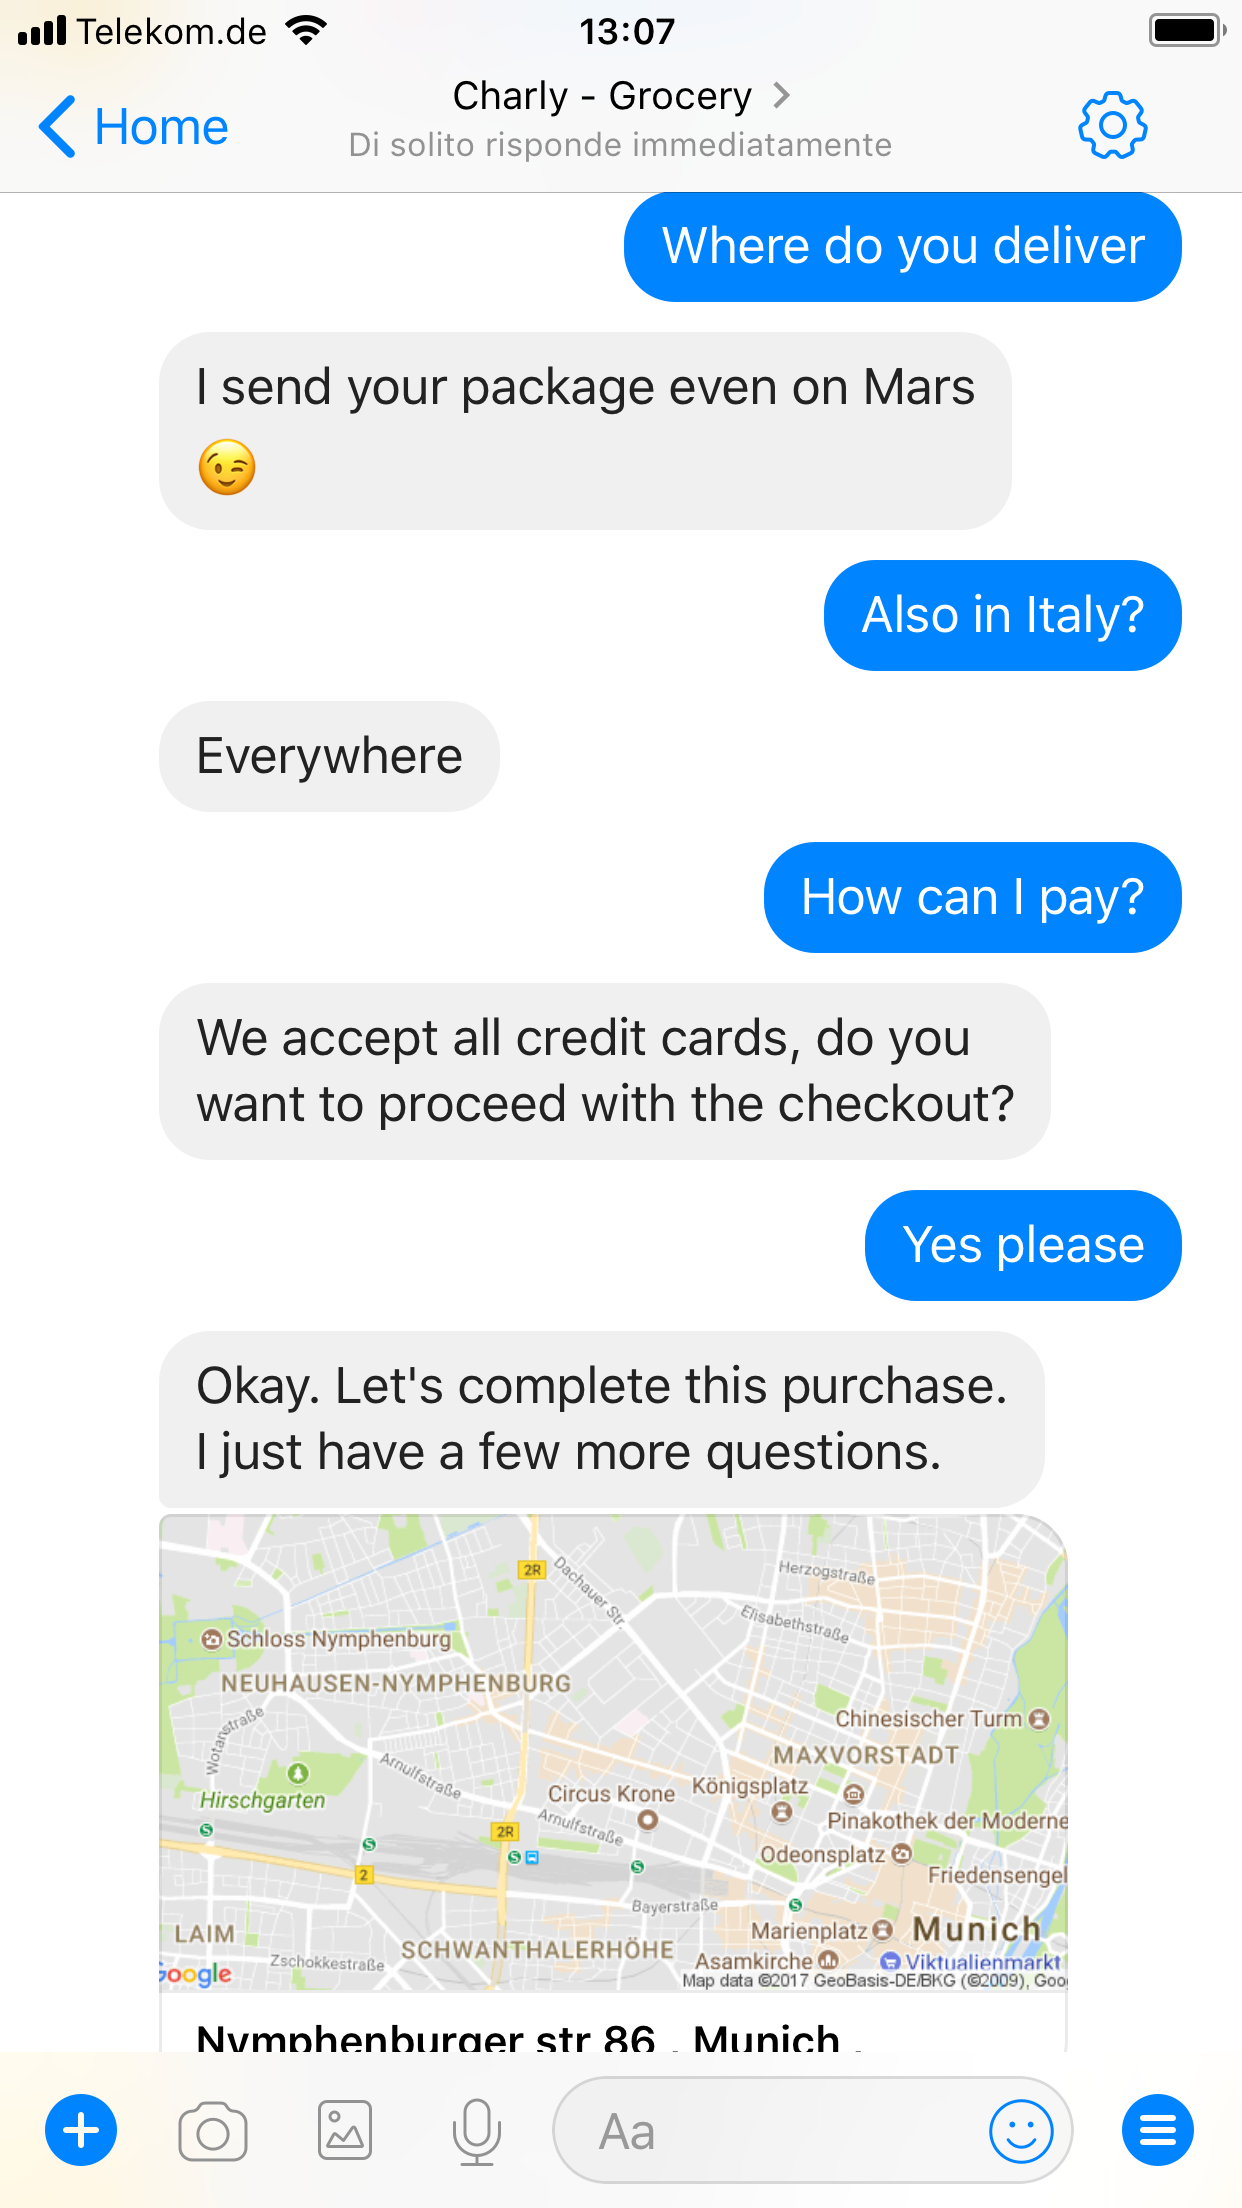 Telekom.de
13:07
Home
Charly - Grocery
Di solito risponde immediatamente
Where do you deliver
I send your package even on Mars
😉
Also in Italy?
Everywhere
How can I pay?
We accept all credit cards, do you
want to proceed with the checkout?
Yes please
Okay. Let's complete this purchase.
I just have a few more questions.
2R
Dachauer Str.
Herzogstraße
Elisabethstraße
Schloss Nymphenburg
NEUHAUSEN-NYMPHENBURG
Wotanstraße
Chinesischer Turm
MAXVORSTADT
Arnulfstraße
Hirschgarten
Circus Krone
Königsplatz
Arnulfstraße
Pinakothek der Moderne
S
2R
S
S
Odeonsplatz
S
2
Friedensengel
Bayerstraße
S
LAIM
Marienplatz
Munich
SCHWANTHALERHÖHE
Zschokkestraße
Asamkirche
Viktualienmarkt
Google
Map data ©2017 GeoBasis-DE/BKG (©2009), Goo
Nymphenburger str 86 , Munich ,
Aa